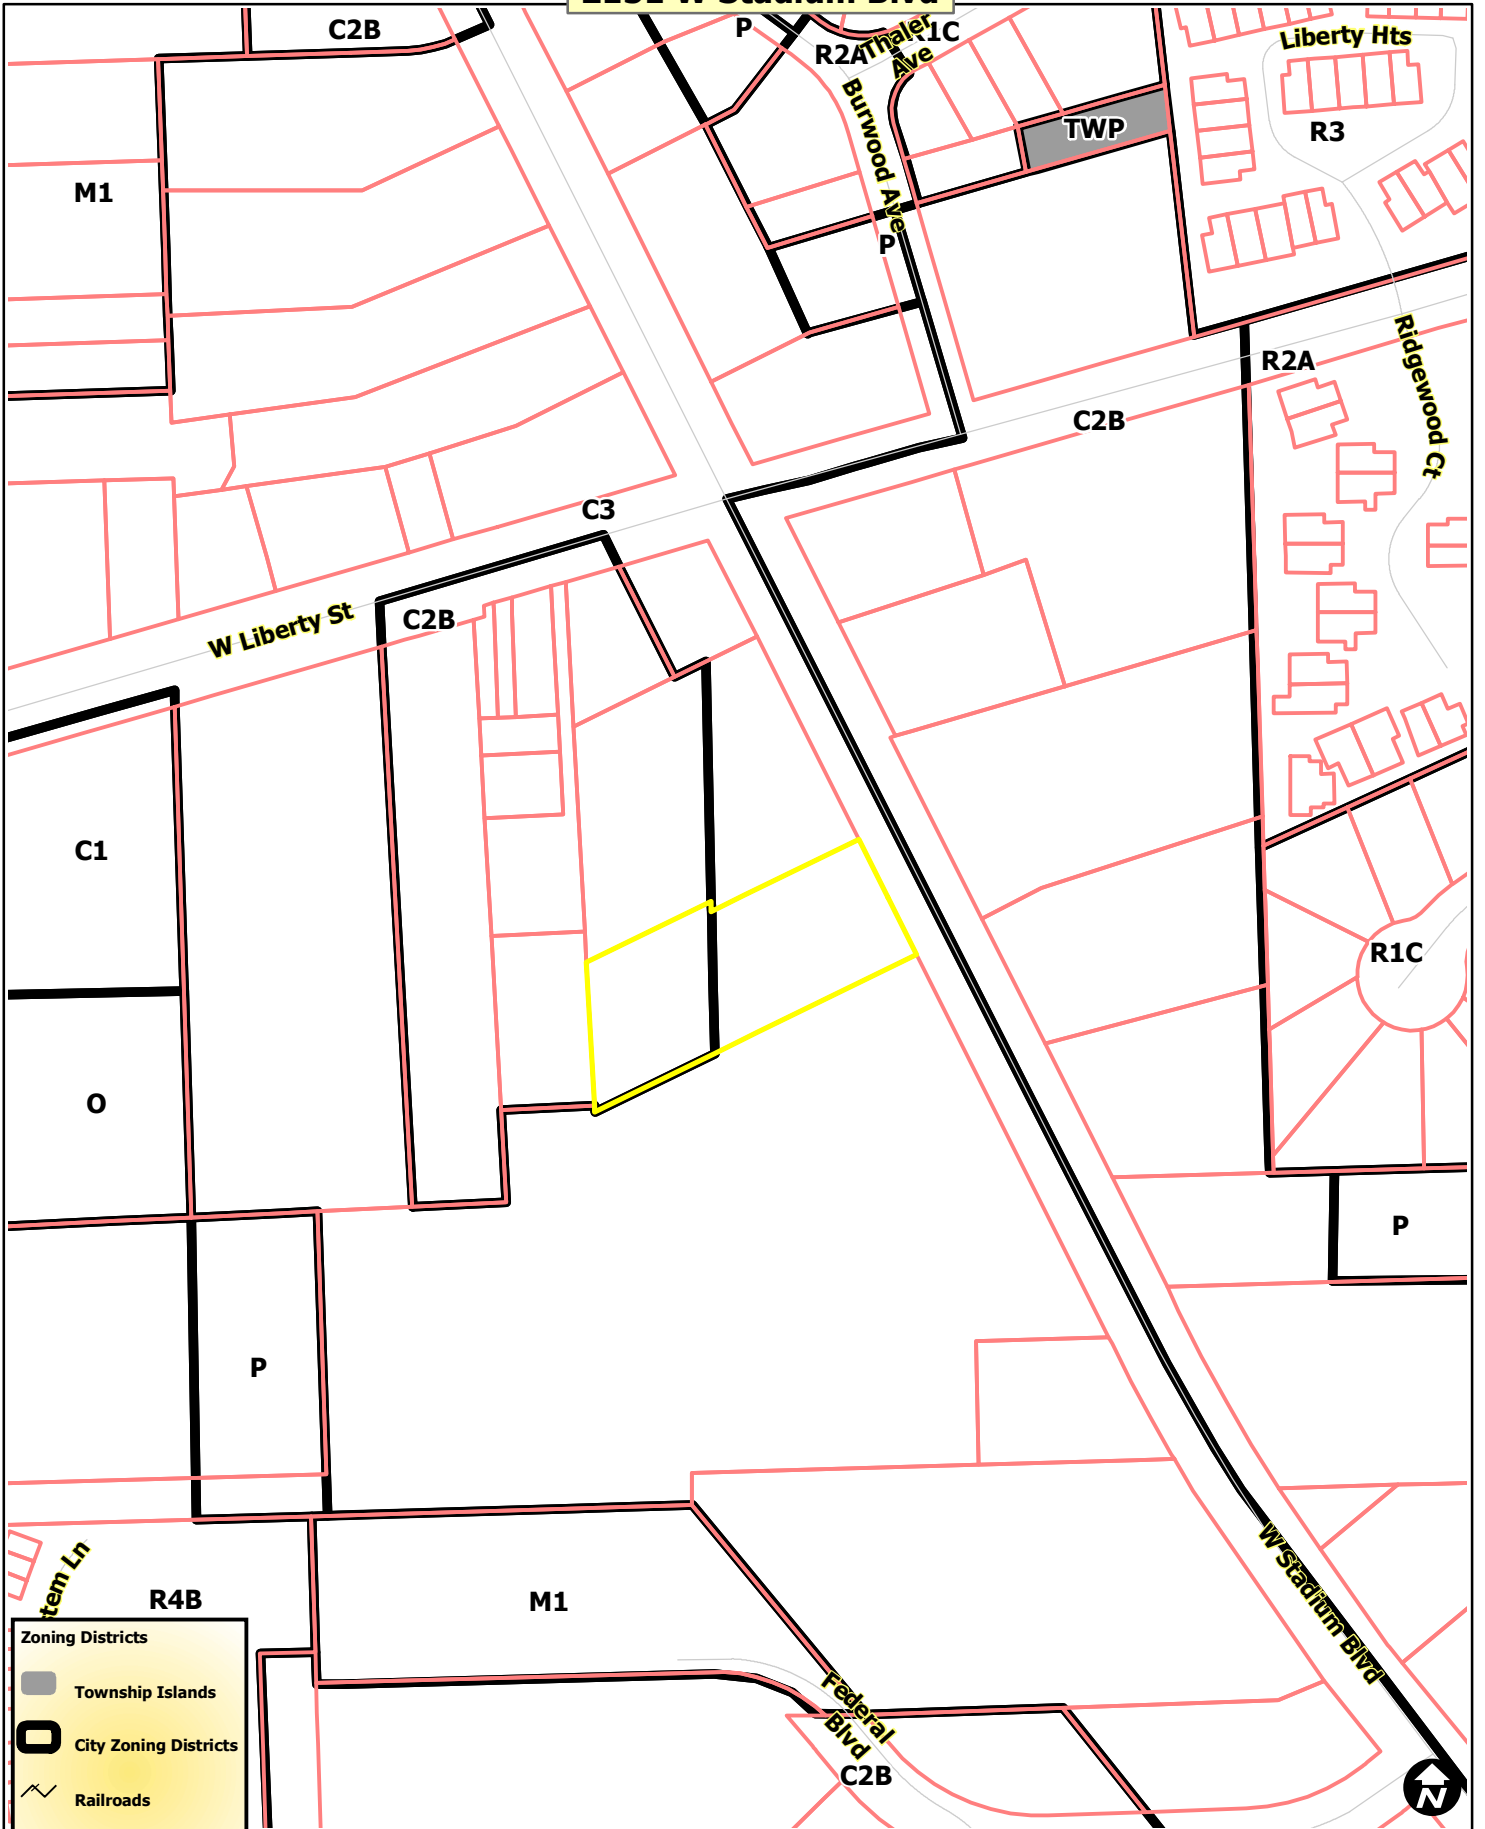 C2B
P
R2A
Thaler
Ave
Liberty Hts
TWP
R3
Burwood Ave
M1
P
R2A
Ridgewood Ct
C2B
C3
C2B
W Liberty St
C1
R1C
O
P
P
R4B
M1
W Stadium Blvd
Federal
Blvd
C2B
Zoning Districts
Township Islands
City Zoning Districts
Railroads
N